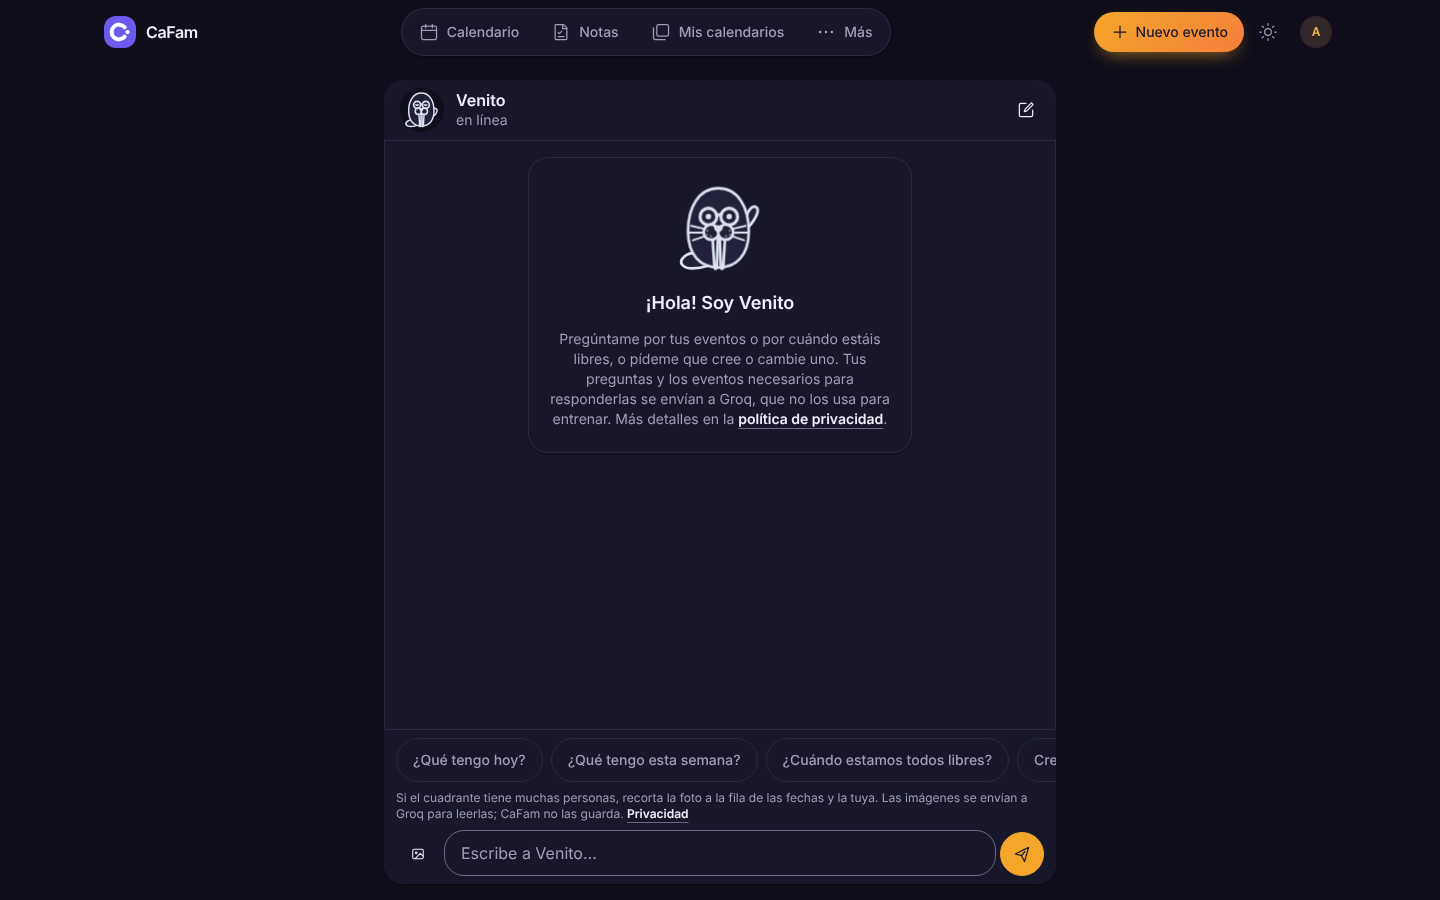 CaFam
Calendario
Notas
Mis calendarios
Más
Nuevo evento
A
Venito
en línea
¡Hola! Soy Venito
Pregúntame por tus eventos o por cuándo estáis
libres, o pídeme que cree o cambie uno. Tus
preguntas y los eventos necesarios para
responderlas se envían a Groq, que no los usa para
entrenar. Más detalles en la política de privacidad.
¿Qué tengo hoy?
¿Qué tengo esta semana?
¿Cuándo estamos todos libres?
Cre
Si el cuadrante tiene muchas personas, recorta la foto a la fila de las fechas y la tuya. Las imágenes se envían a
Groq para leerlas; CaFam no las guarda. Privacidad
Escribe a Venito...